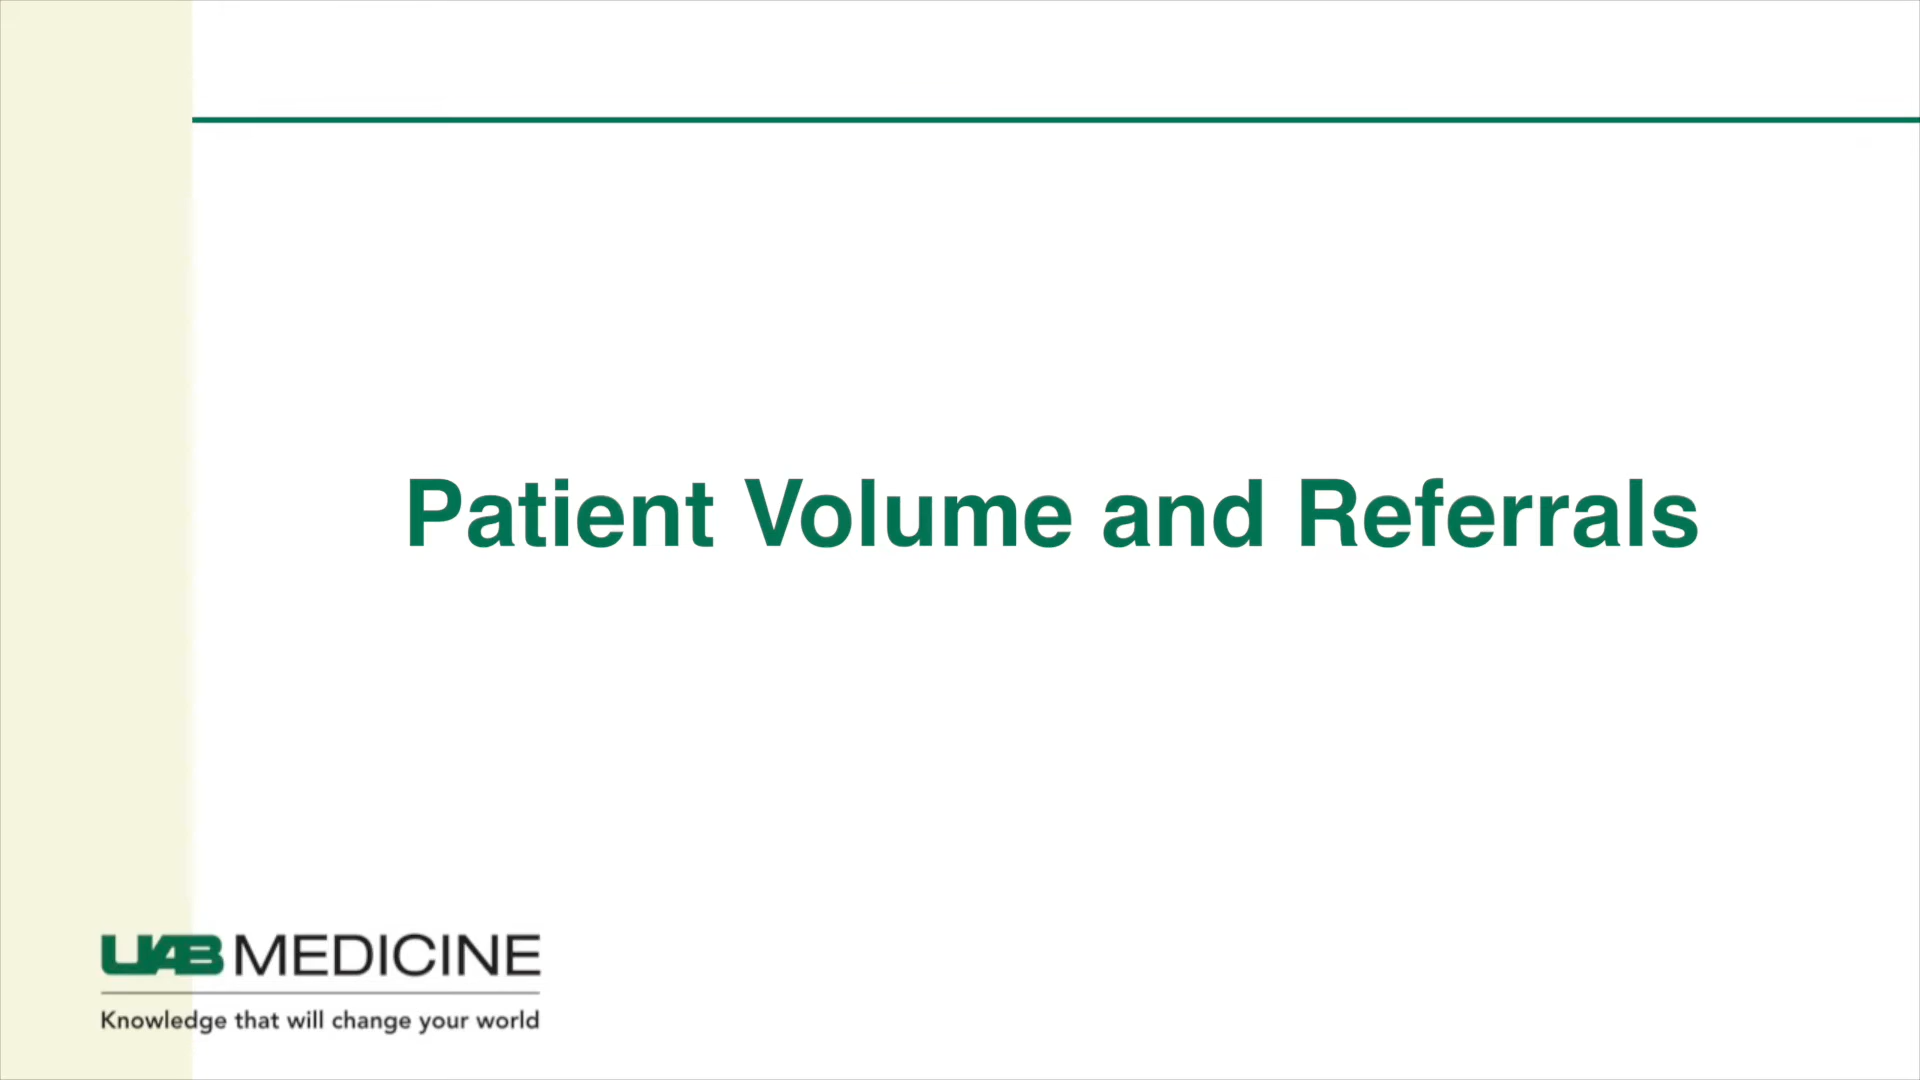 Patient Volume and Referrals
UAB MEDICINE
Knowledge that will change your world